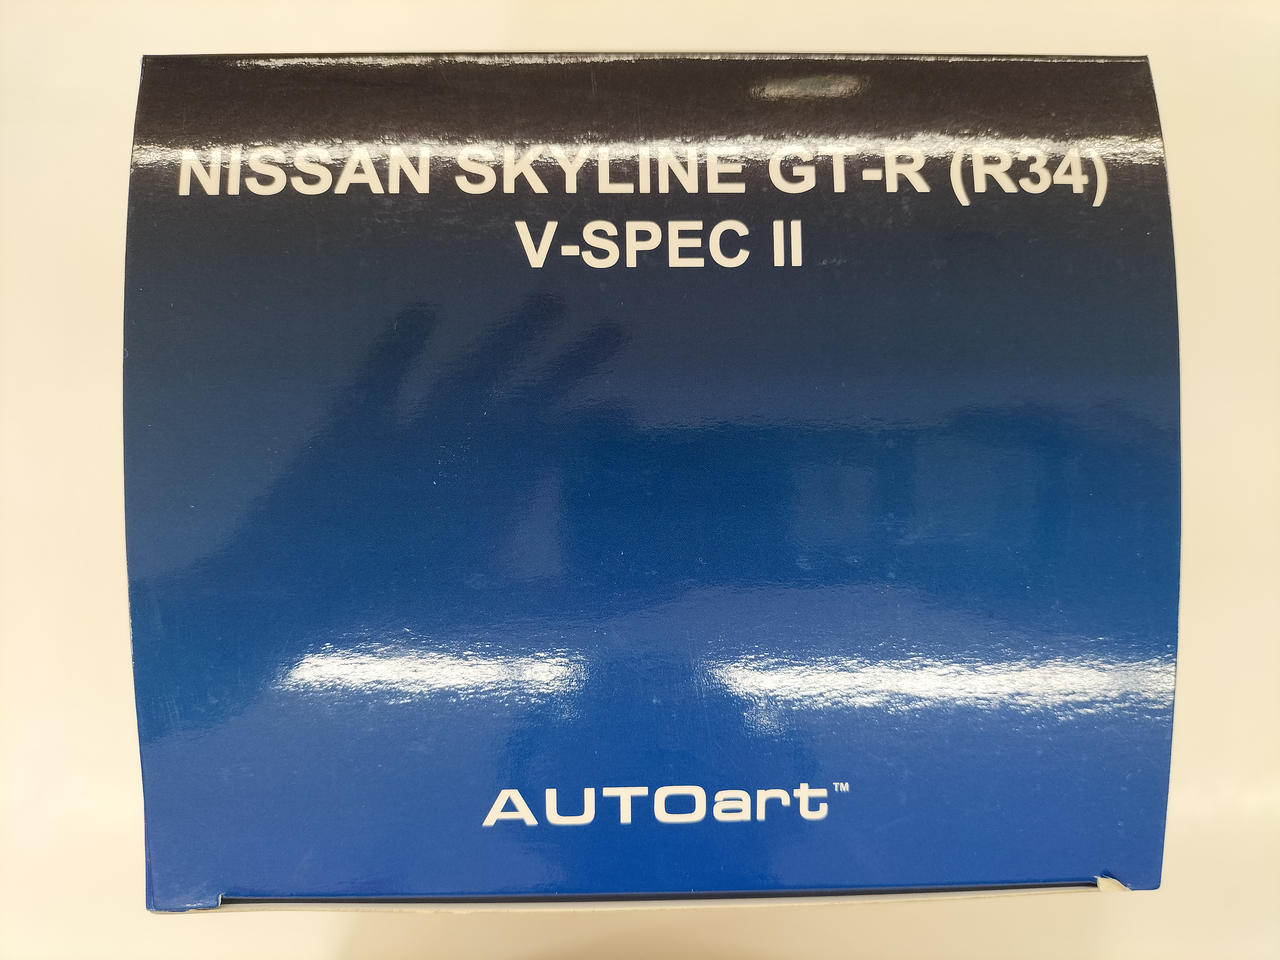 NISSAN SKYLINE GT-R (R34)
V-SPEC II
AUTOart™